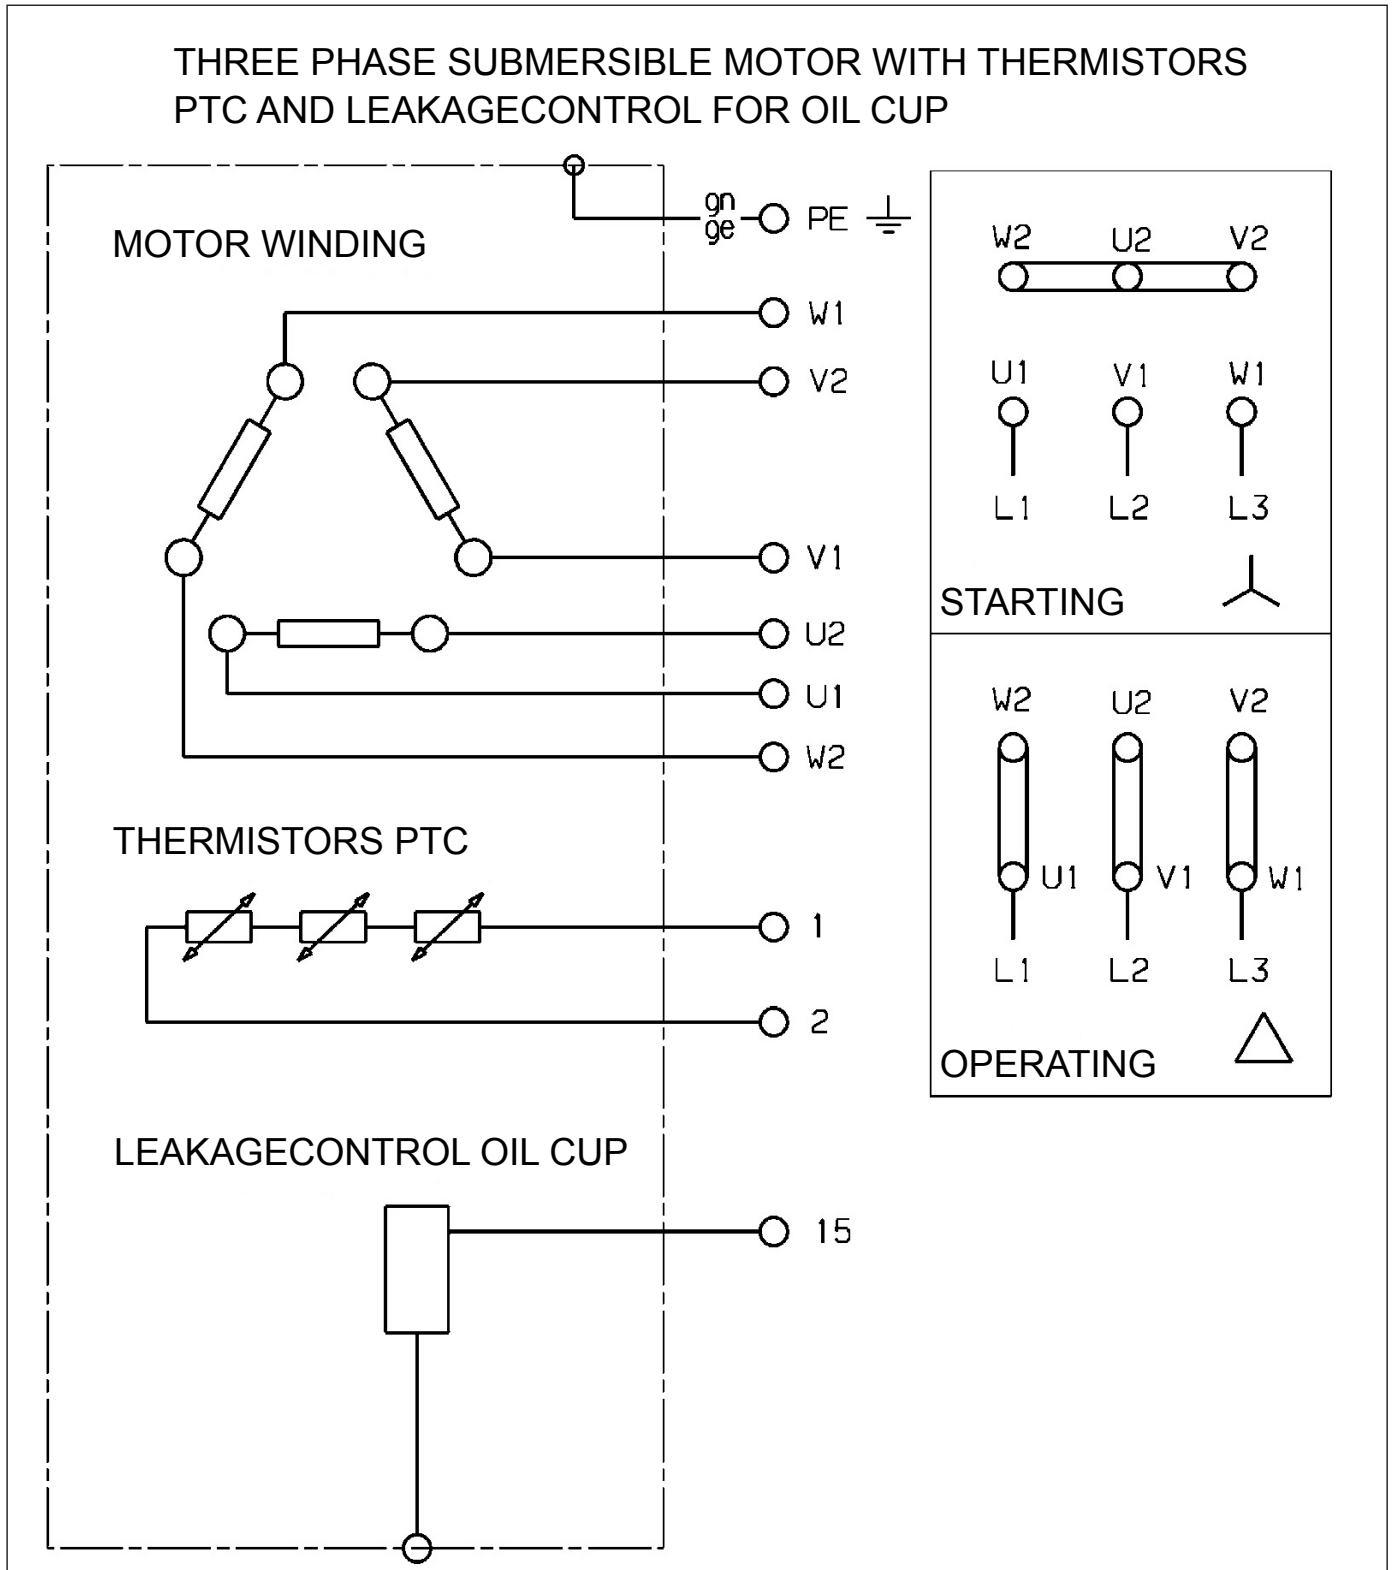 THREE PHASE SUBMERSIBLE MOTOR WITH THERMISTORS
PTC AND LEAKAGECONTROL FOR OIL CUP
MOTOR WINDING
gn
ge
PE
W1
V2
V1
U2
U1
W2
THERMISTORS PTC
1
2
LEAKAGECONTROL OIL CUP
15
W2 U2 V2
U1 V1 W1
L1 L2 L3
STARTING
W2 U2 V2
U1 V1 W1
L1 L2 L3
OPERATING